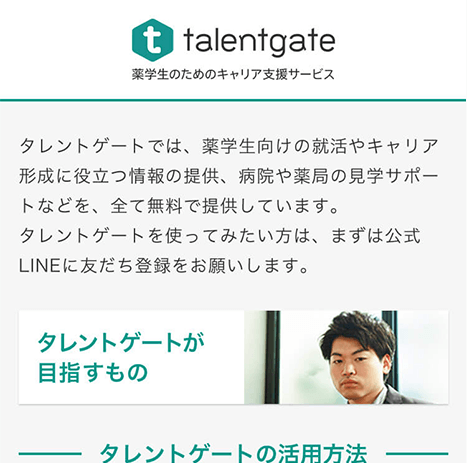 talentgate
薬学生のためのキャリア支援サービス
タレントゲートでは、薬学生向けの就活やキャリア
形成に役立つ情報の提供、病院や薬局の見学サポー
トなどを、全て無料で提供しています。
タレントゲートを使ってみたい方は、まずは公式
LINEに友だち登録をお願いします。
タレントゲートが
目指すもの
タレントゲートの活用方法